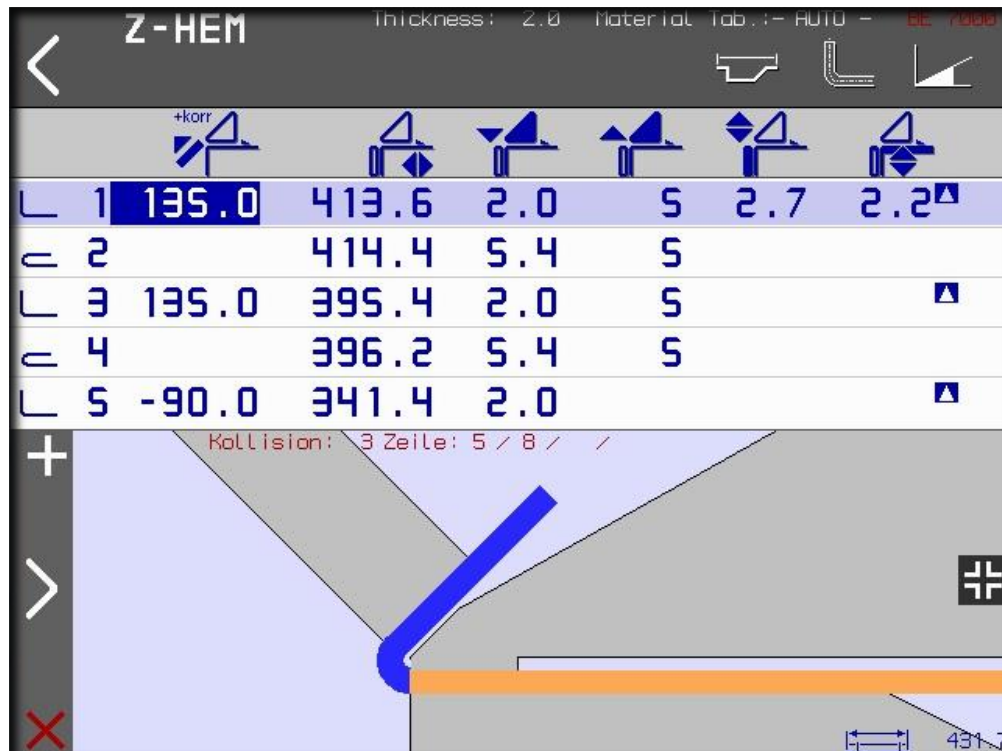 Z-HEM Thickness: 2.0 Material Tab.:- AUTO - BE 7000
+korr
1 135.0 413.6 2.0 5 2.7 2.2
2 414.4 5.4 5
3 135.0 395.4 2.0 5
4 396.2 5.4 5
5 -90.0 341.4 2.0
Kollision: 3 Zeile: 5 / 8 / /